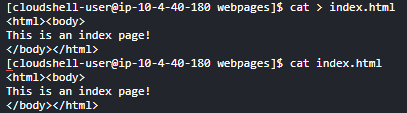 [cloudshell-user@ip-10-4-40-180 webpages]$ cat > index.html
<html><body>
This is an index page!
</body></html>
[cloudshell-user@ip-10-4-40-180 webpages]$ cat index.html
<html><body>
This is an index page!
</body></html>